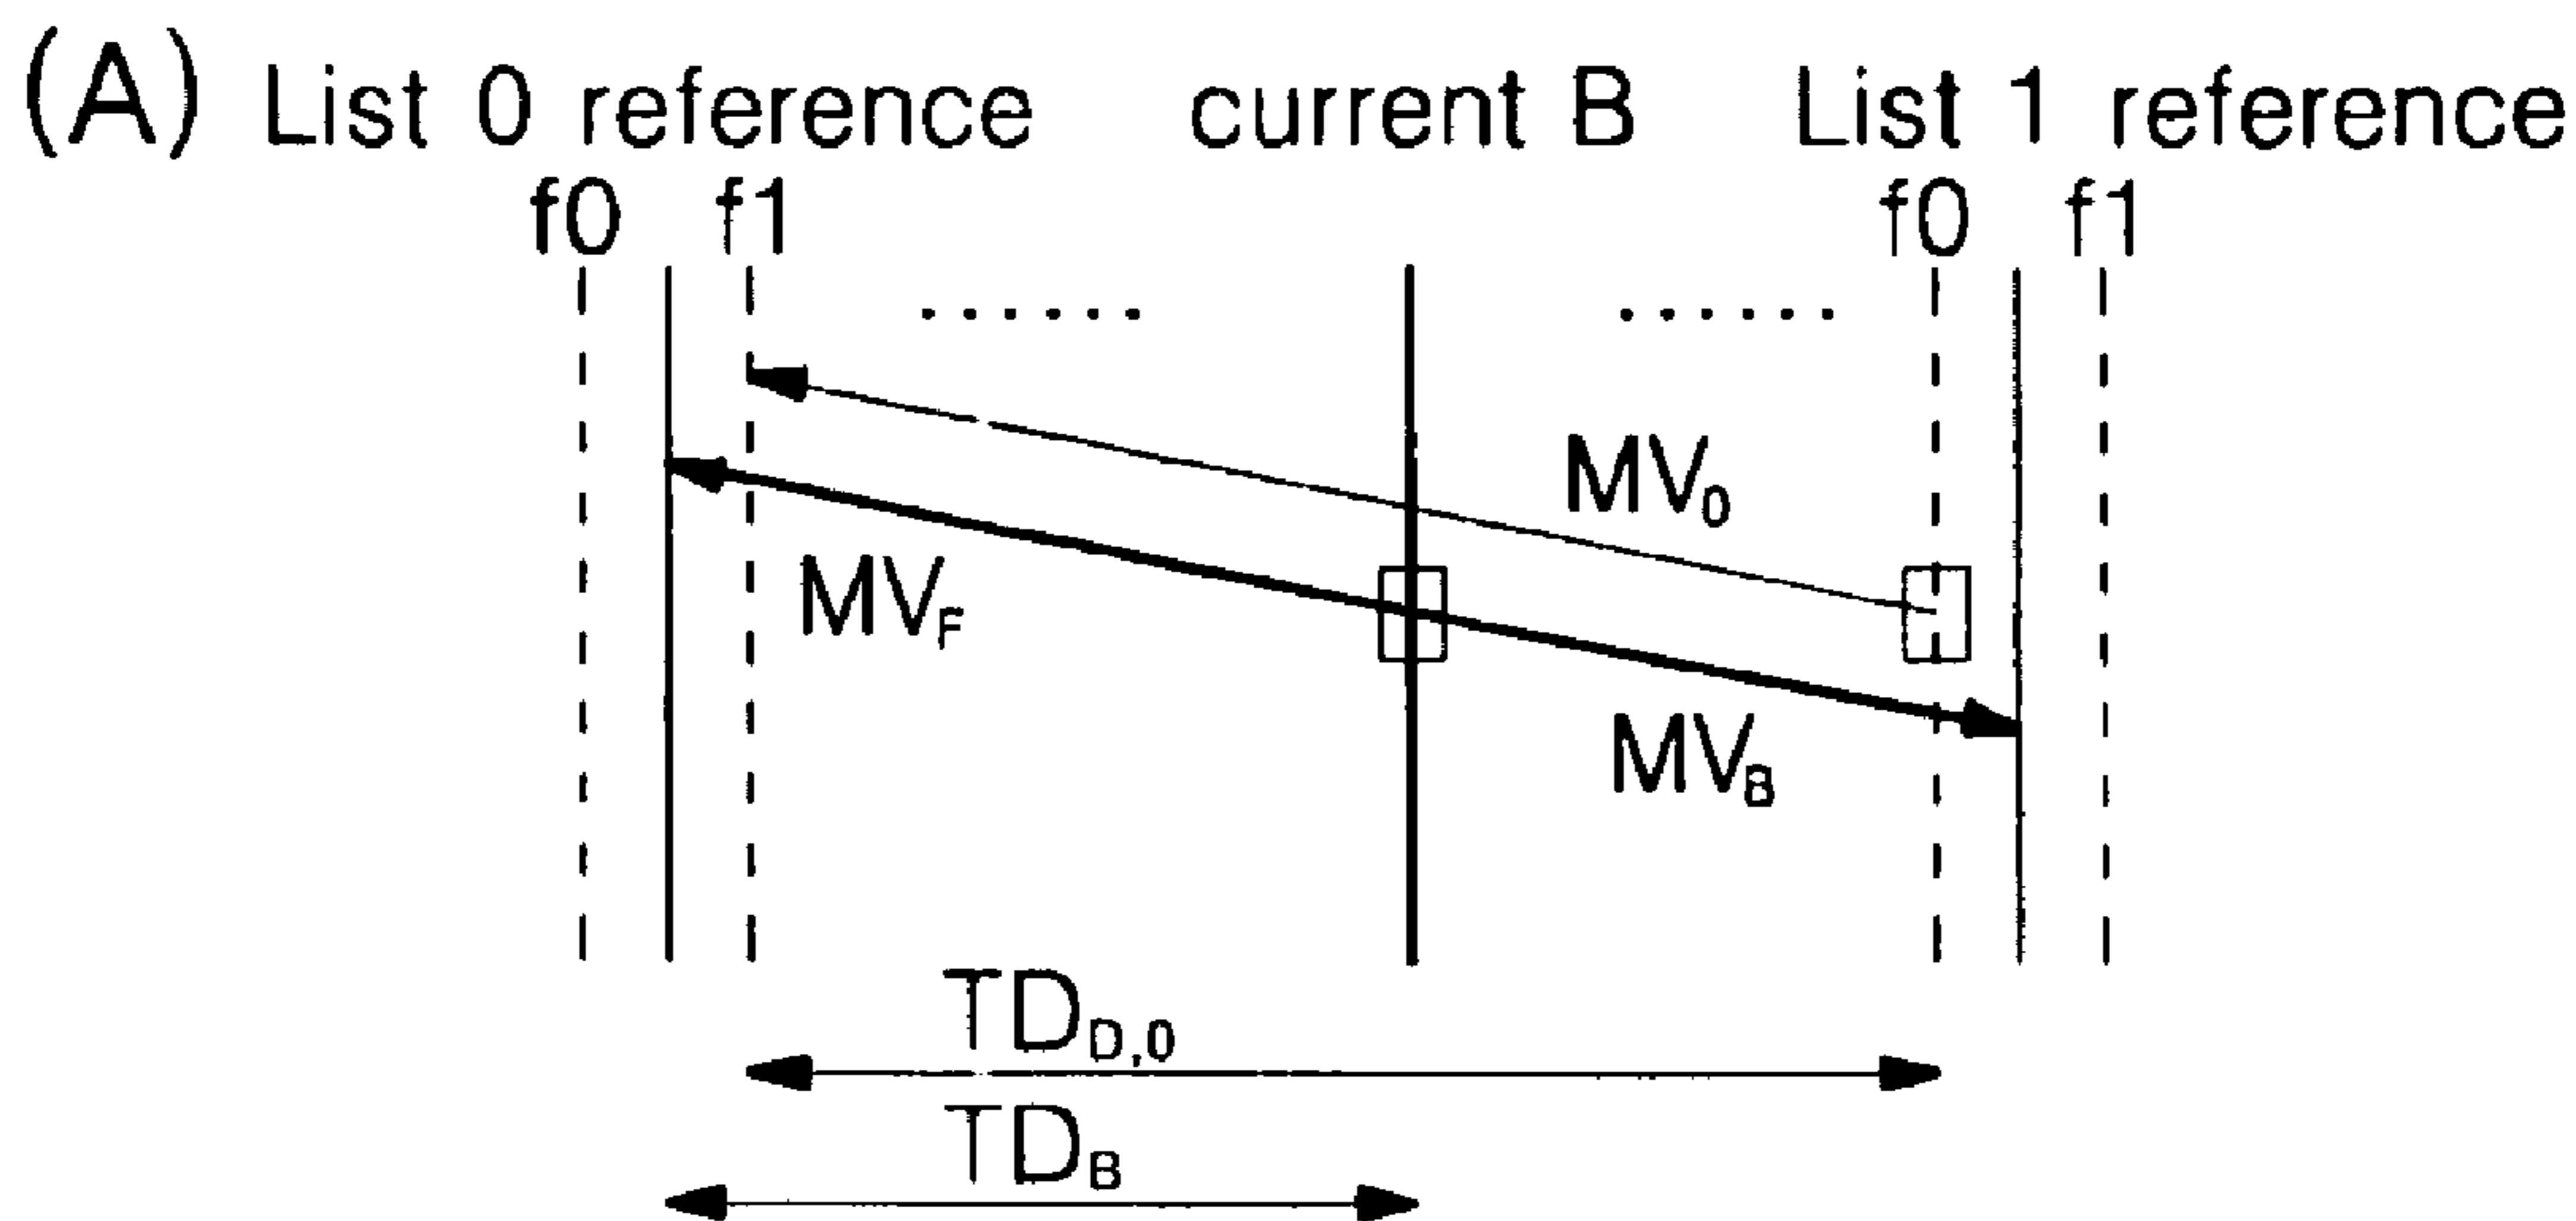 (A) List 0 reference current B List 1 reference
f0 f1 f0 f1
MV0
MVF
MVB
TDD,0
TDB